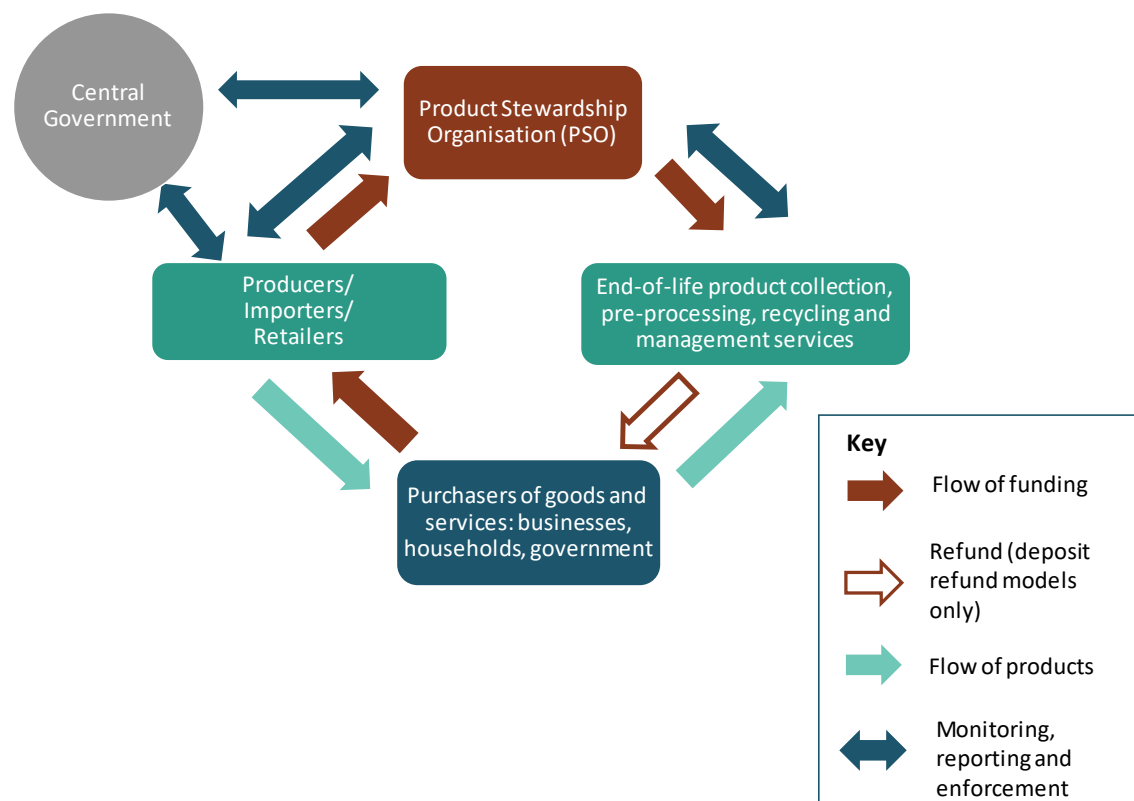 Central
Government
Product Stewardship
Organisation (PSO)
Producers/
Importers/
Retailers
End-of-life product collection,
pre-processing, recycling and
management services
Purchasers of goods and
services: businesses,
households, government
Key
Flow of funding
Refund (deposit
refund models
only)
Flow of products
Monitoring,
reporting and
enforcement